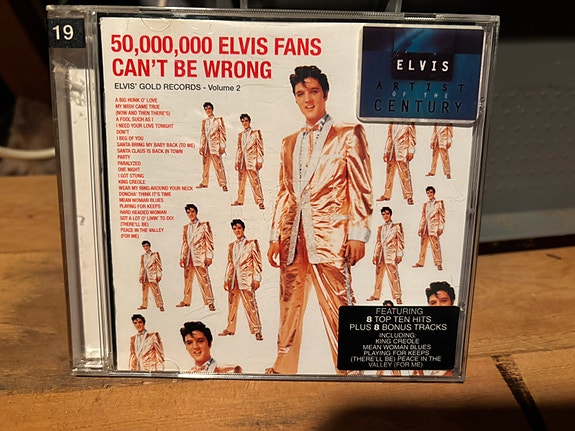 19
50,000,000 ELVIS FANS
CAN'T BE WRONG
ELVIS' GOLD RECORDS - Volume 2
A BIG HUNK O' LOVE
MY WISH CAME TRUE
(NOW AND THEN THERE'S)
A FOOL SUCH AS I
I NEED YOUR LOVE TONIGHT
DON'T
I BEG OF YOU
SANTA BRING MY BABY BACK (TO ME)
SANTA CLAUS IS BACK IN TOWN
PARTY
PARALYZED
ONE NIGHT
I GOT STUNG
KING CREOLE
WEAR MY RING AROUND YOUR NECK
DONCHA' THINK IT'S TIME
MEAN WOMAN BLUES
PLAYING FOR KEEPS
HARD HEADED WOMAN
GOT A LOT O' LIVIN' TO DO!
(THERE'LL BE)
PEACE IN THE VALLEY
(FOR ME)
ELVIS
ARTIST
OF THE
CENTURY
FEATURING
8 TOP TEN HITS
PLUS 8 BONUS TRACKS
INCLUDING:
KING CREOLE
MEAN WOMAN BLUES
PLAYING FOR KEEPS
(THERE'LL BE) PEACE IN THE
VALLEY (FOR ME)